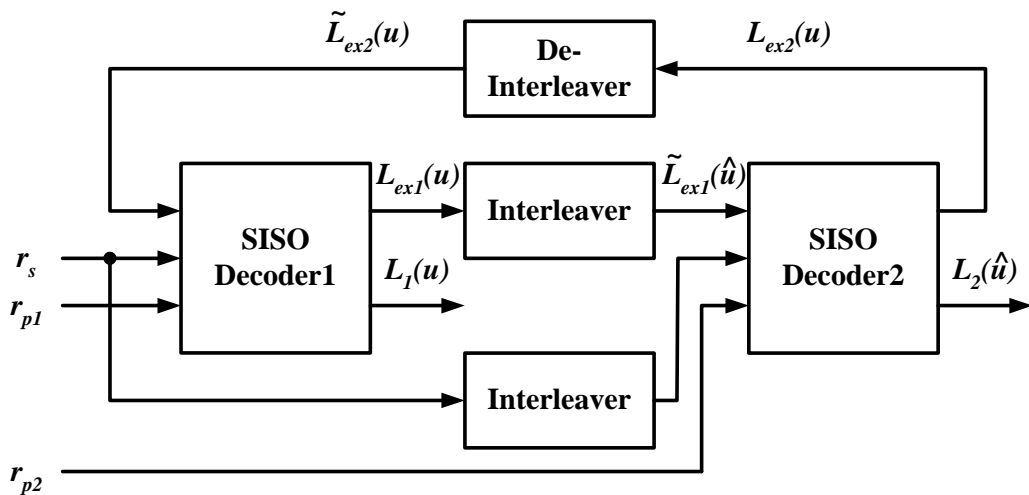 L̃ex2(u)
De-
Interleaver
Lex2(u)
Lex1(u)
Interleaver
L̃ex1(û)
SISO
Decoder1
SISO
Decoder2
rs
rp1
L1(u)
L2(û)
Interleaver
rp2